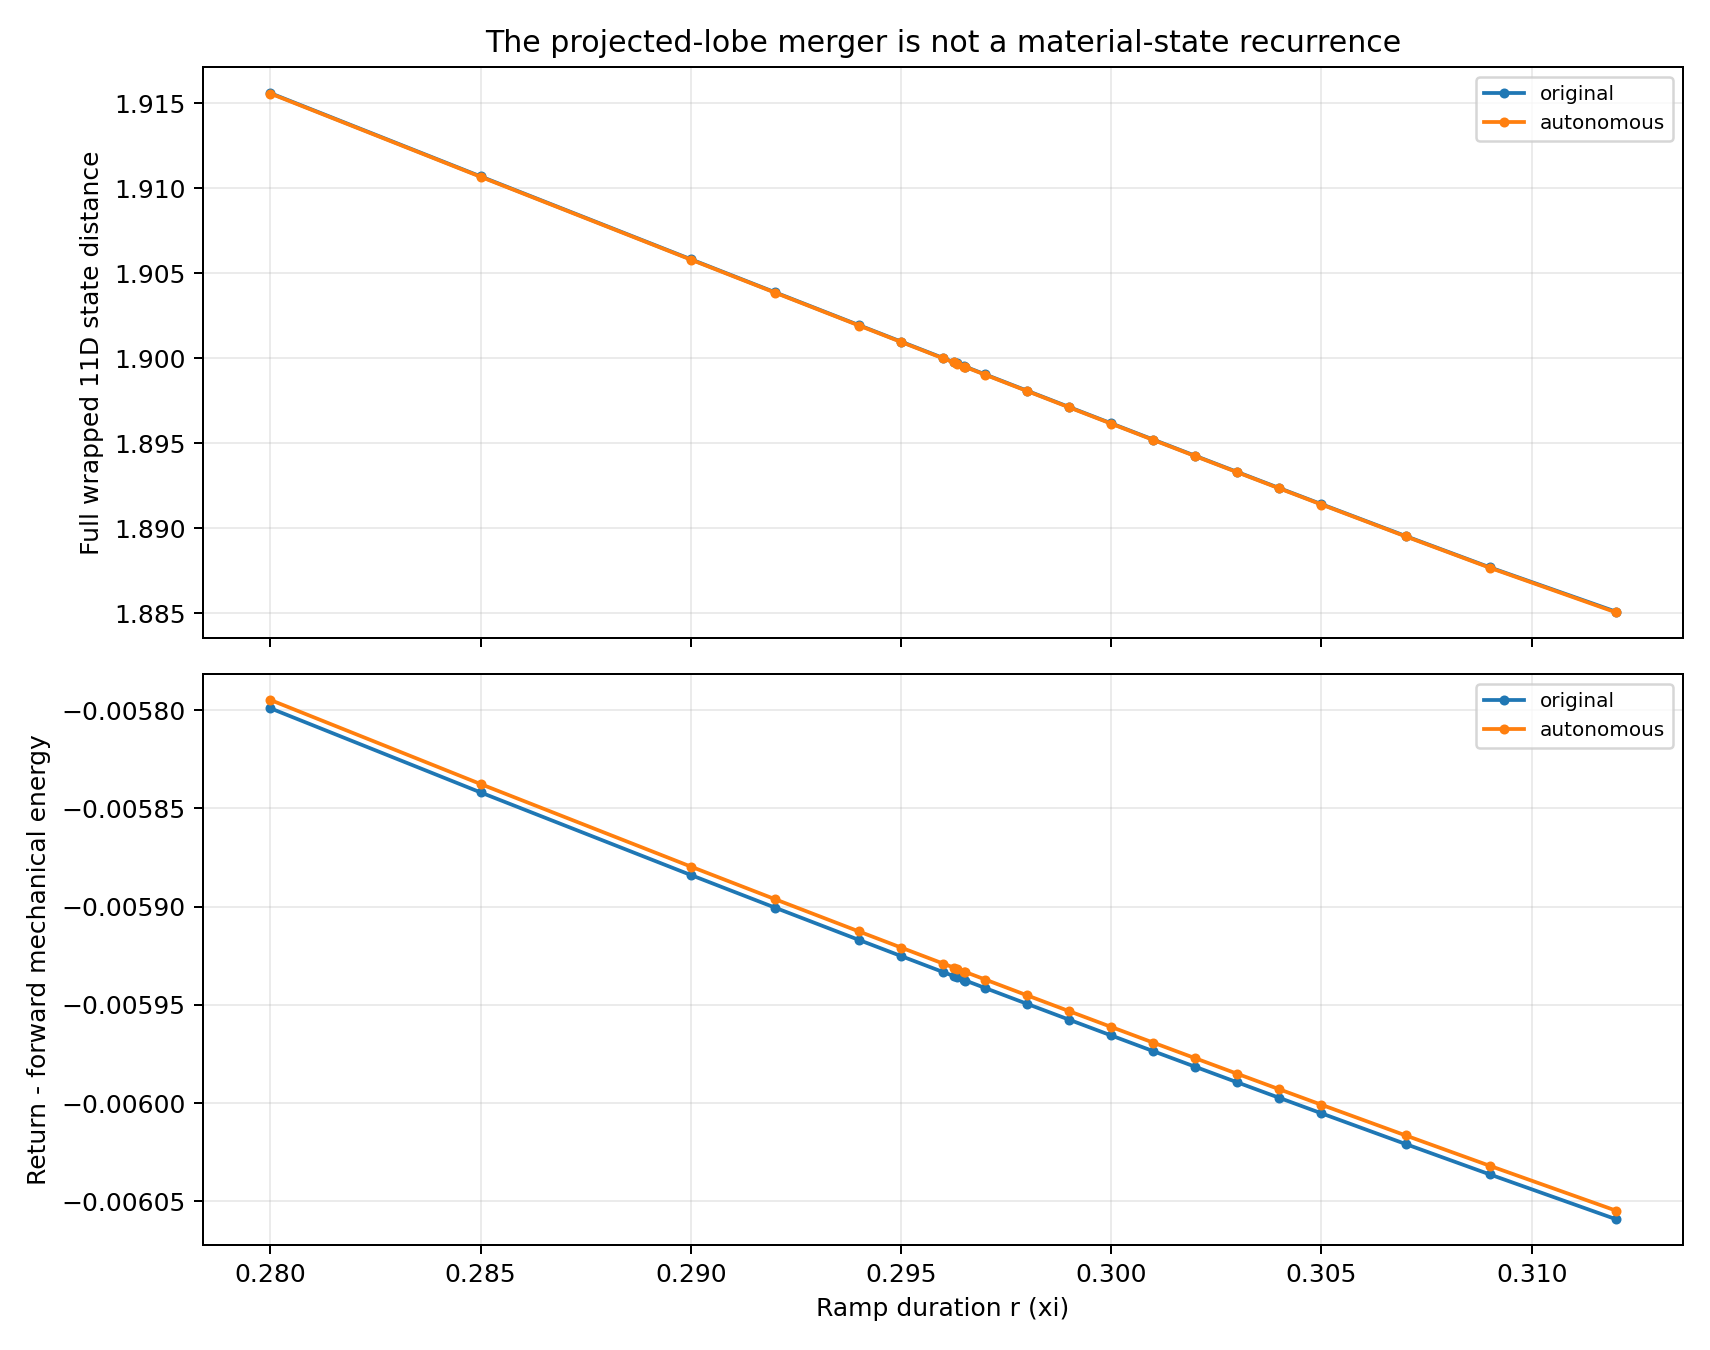 The projected-lobe merger is not a material-state recurrence
Full wrapped 11D state distance
1.915
1.910
1.905
1.900
1.895
1.890
1.885
original
autonomous
Return - forward mechanical energy
−0.00580
−0.00585
−0.00590
−0.00595
−0.00600
−0.00605
original
autonomous
0.280 0.285 0.290 0.295 0.300 0.305 0.310
Ramp duration r (xi)